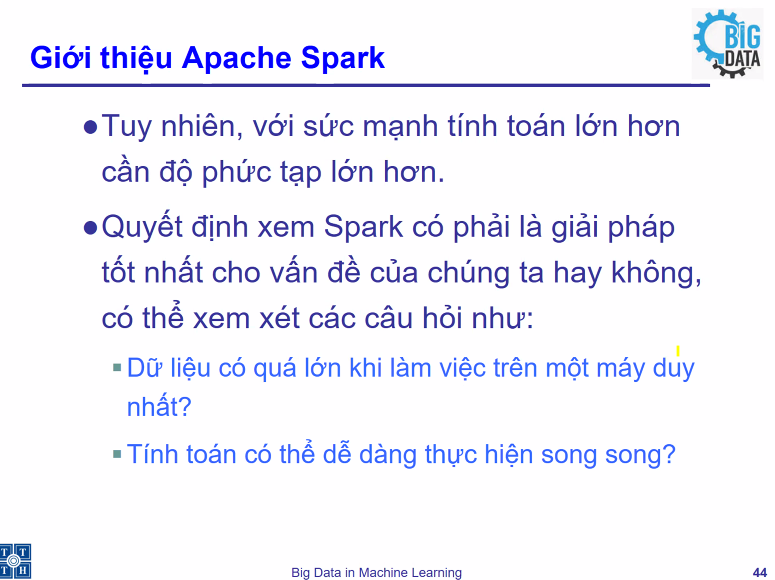 Giới thiệu Apache Spark
BIG
DATA
●Tuy nhiên, với sức mạnh tính toán lớn hơn
cần độ phức tạp lớn hơn.
●Quyết định xem Spark có phải là giải pháp
tốt nhất cho vấn đề của chúng ta hay không,
có thể xem xét các câu hỏi như:
▪Dữ liệu có quá lớn khi làm việc trên một máy duy
nhất?
▪Tính toán có thể dễ dàng thực hiện song song?
T T
T H
Big Data in Machine Learning
44